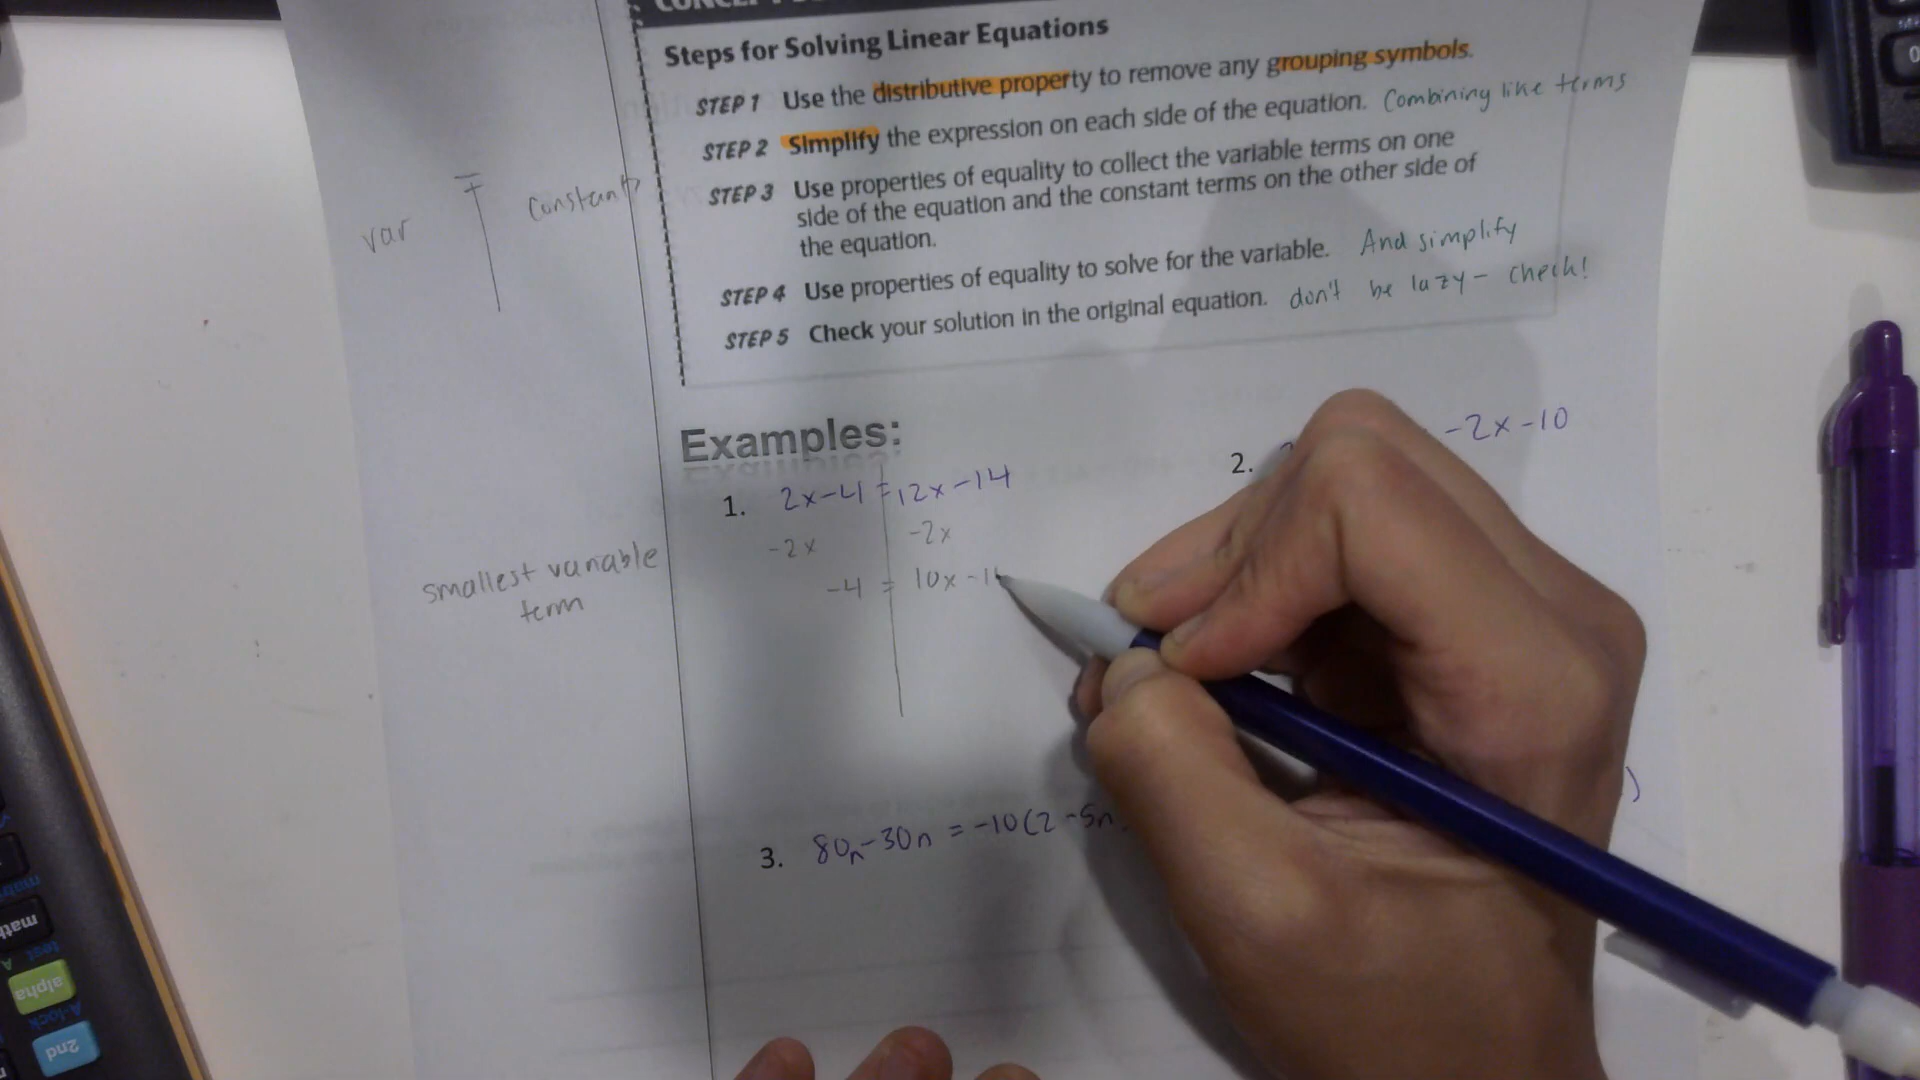 Steps for Solving Linear Equations
STEP 1 Use the distributive property to remove any grouping symbols.
STEP 2 Simplify the expression on each side of the equation. Combining like terms
STEP 3 Use properties of equality to collect the variable terms on one
side of the equation and the constant terms on the other side of
the equation.
STEP 4 Use properties of equality to solve for the variable. And simplify
STEP 5 Check your solution in the original equation. don't be lazy - check!
var
constant
Examples:
1. 2x-4 = 12x-14
-2x -2x
-4 = 10x -1
smallest variable
term
2. -2x-10
3. 80n-30n = -10(2-5n
)
math
test A
alpha
A-lock
2nd
0